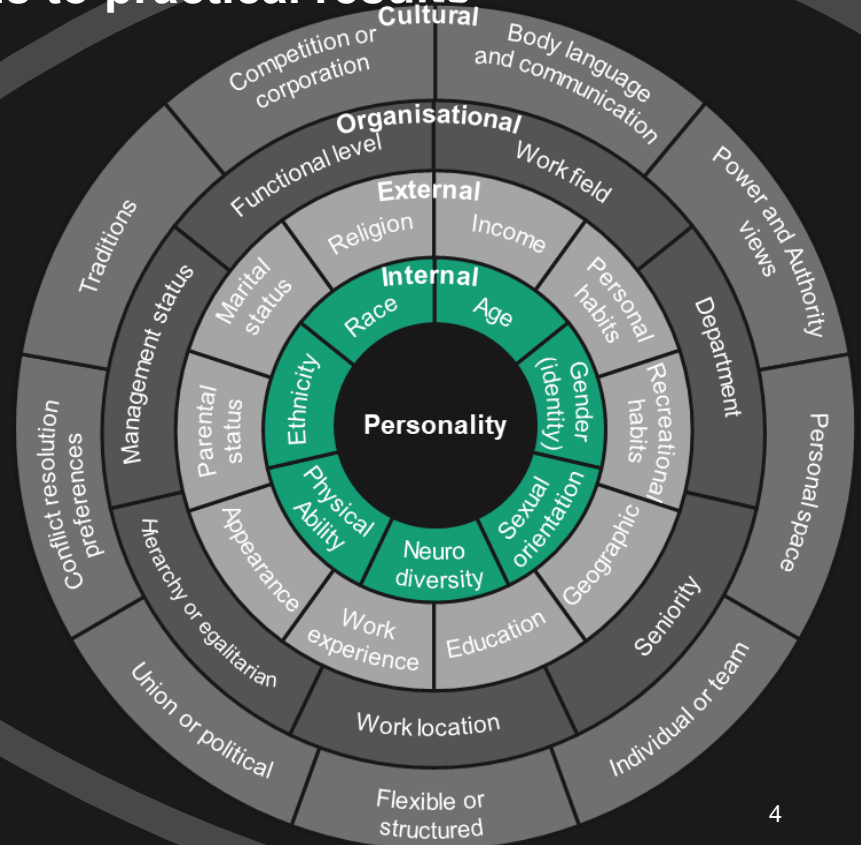 to practical results
Cultural
Competition or
corporation
Body language
and communication
Power and Authority
views
Personal space
Individual or team
Flexible or
structured
Union or political
Conflict resolution
preferences
Traditions
Organisational
Functional level
Work field
Department
Seniority
Work location
Hierarchy or egalitarian
Management status
External
Religion
Income
Personal
habits
Recreational
habits
Geographic
Education
Work
experience
Appearance
Parental
status
Marital
status
Internal
Race
Age
Gender
(identity)
Sexual
orientation
Neuro
diversity
Physical
Ability
Ethnicity
Personality
4